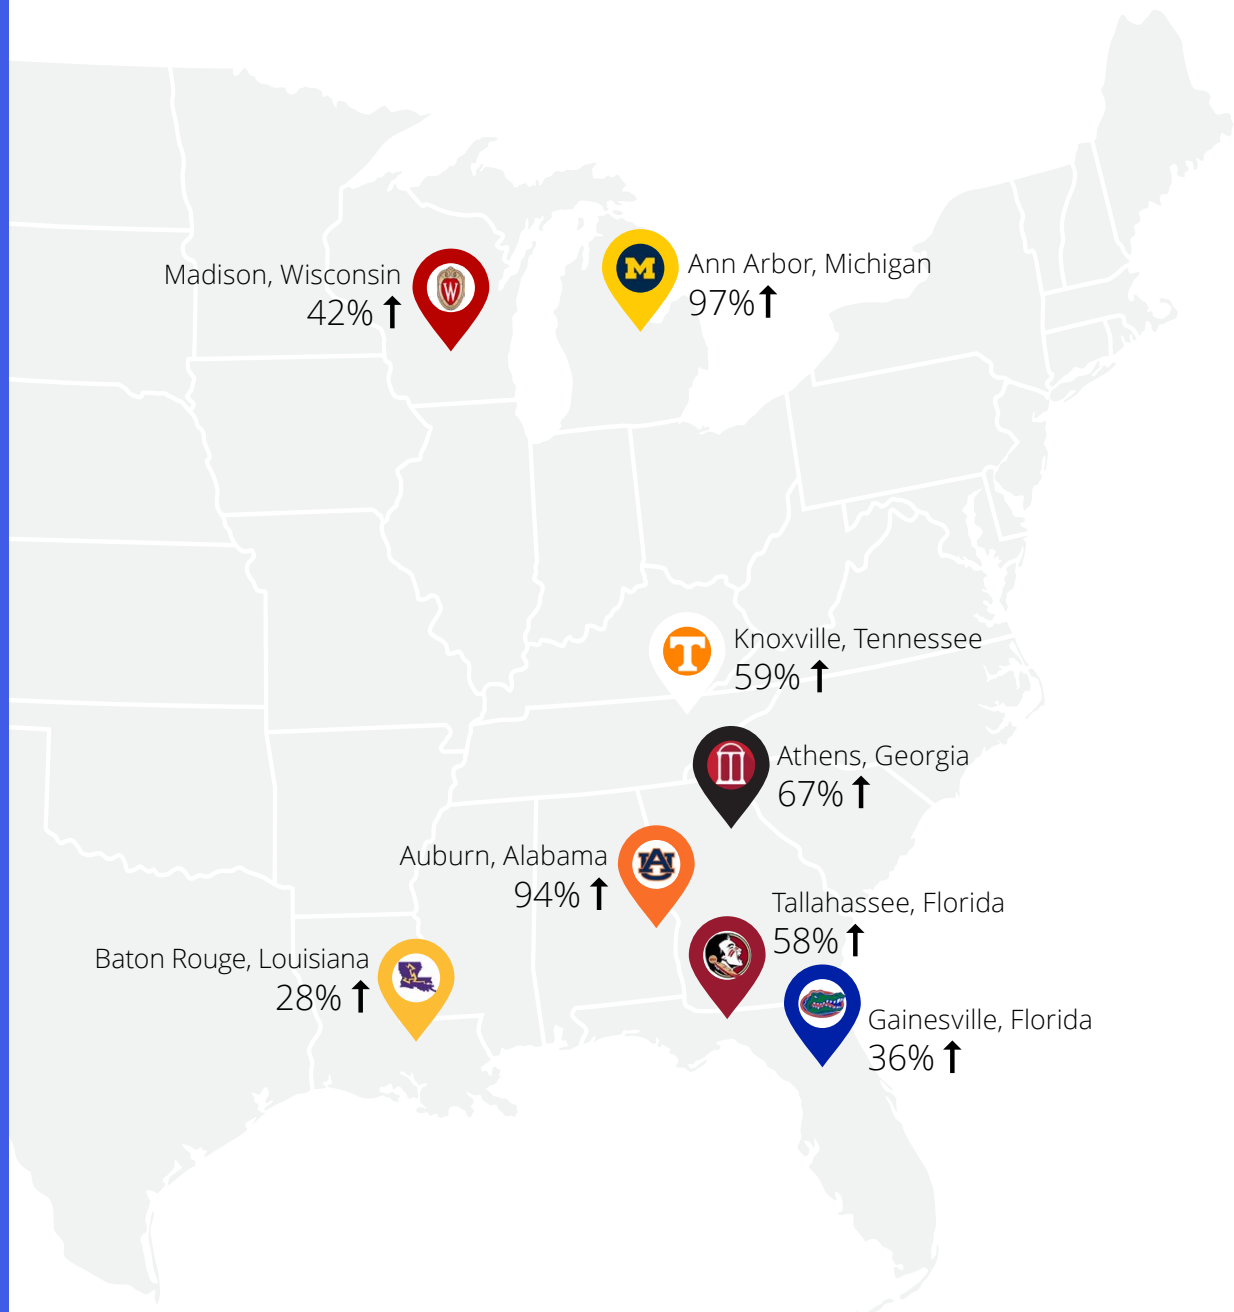 Ann Arbor, Michigan
97% ↑
Madison, Wisconsin
42% ↑
M
W
Knoxville, Tennessee
59% ↑
T
Athens, Georgia
67% ↑
Auburn, Alabama
94% ↑
AU
Tallahassee, Florida
58% ↑
Baton Rouge, Louisiana
28% ↑
Gainesville, Florida
36% ↑